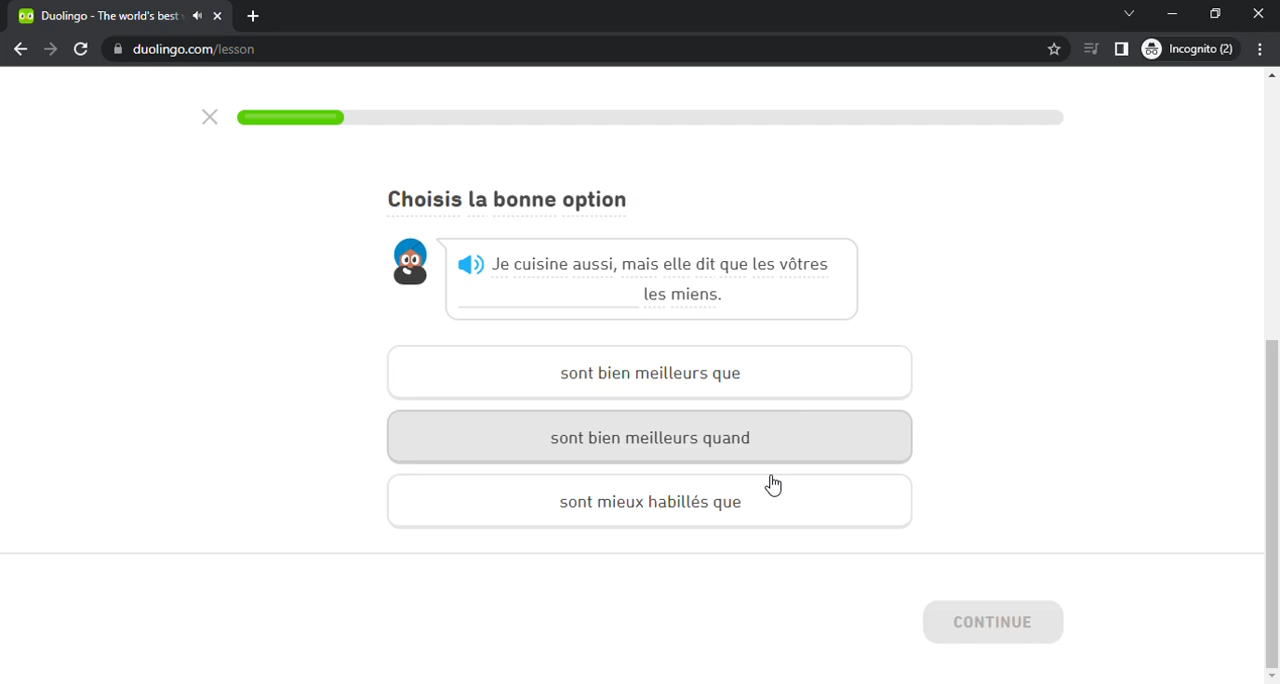 Duolingo - The world's best
duolingo.com/lesson
Incognito (2)
Choisis la bonne option
Je cuisine aussi, mais elle dit que les vôtres
les miens.
sont bien meilleurs que
sont bien meilleurs quand
sont mieux habillés que
CONTINUE